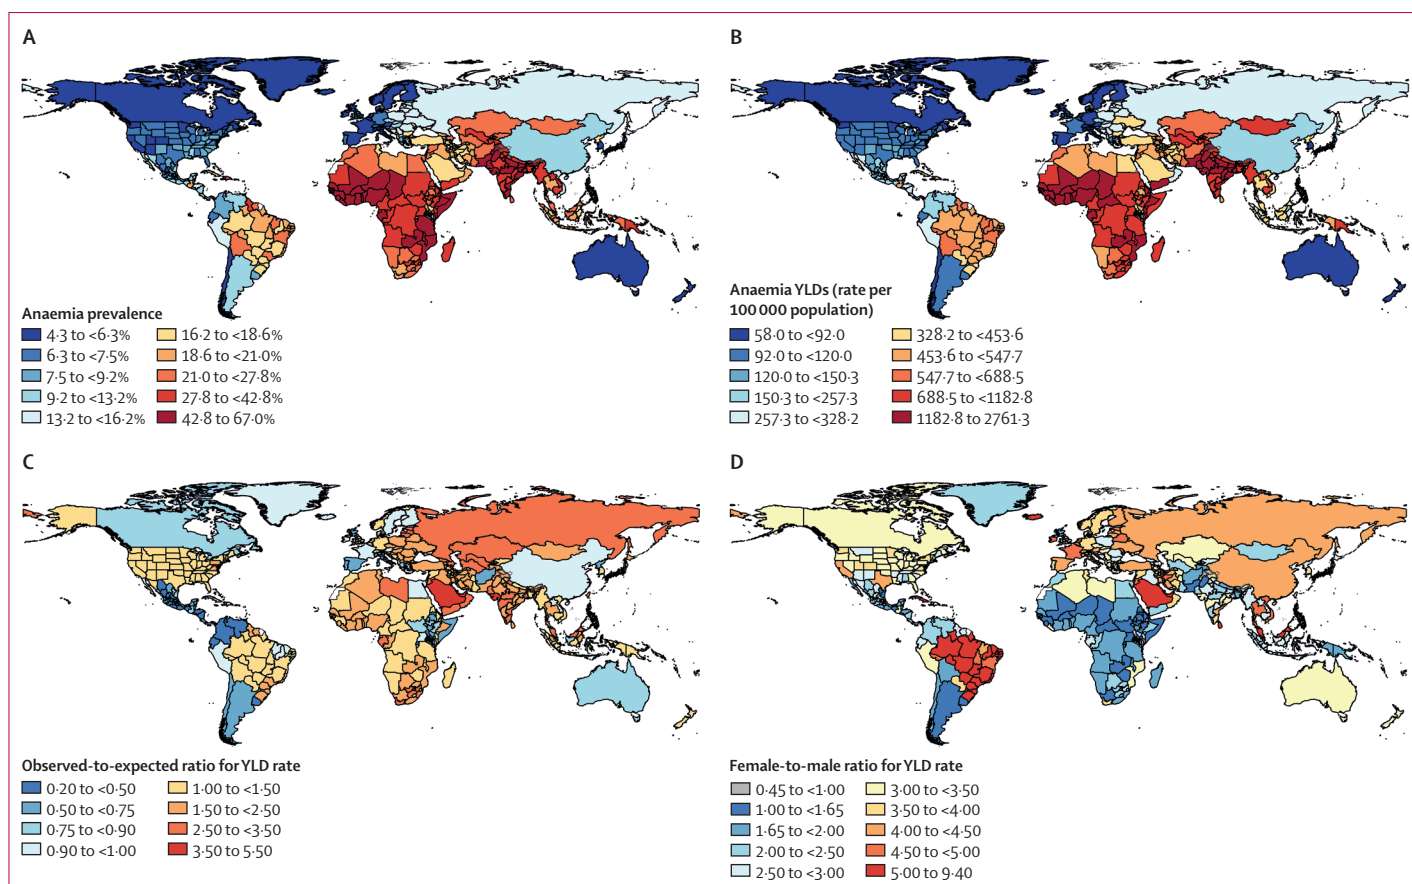 A
B
Anaemia prevalence
4·3 to <6·3%
6·3 to <7·5%
7·5 to <9·2%
9·2 to <13·2%
13·2 to <16·2%
16·2 to <18·6%
18·6 to <21·0%
21·0 to <27·8%
27·8 to <42·8%
42·8 to 67·0%
Anaemia YLDs (rate per
100 000 population)
58·0 to <92·0
92·0 to <120·0
120·0 to <150·3
150·3 to <257·3
257·3 to <328·2
328·2 to <453·6
453·6 to <547·7
547·7 to <688·5
688·5 to <1182·8
1182·8 to 2761·3
C
D
Observed-to-expected ratio for YLD rate
0·20 to <0·50
0·50 to <0·75
0·75 to <0·90
0·90 to <1·00
1·00 to <1·50
1·50 to <2·50
2·50 to <3·50
3·50 to 5·50
Female-to-male ratio for YLD rate
0·45 to <1·00
1·00 to <1·65
1·65 to <2·00
2·00 to <2·50
2·50 to <3·00
3·00 to <3·50
3·50 to <4·00
4·00 to <4·50
4·50 to <5·00
5·00 to 9·40